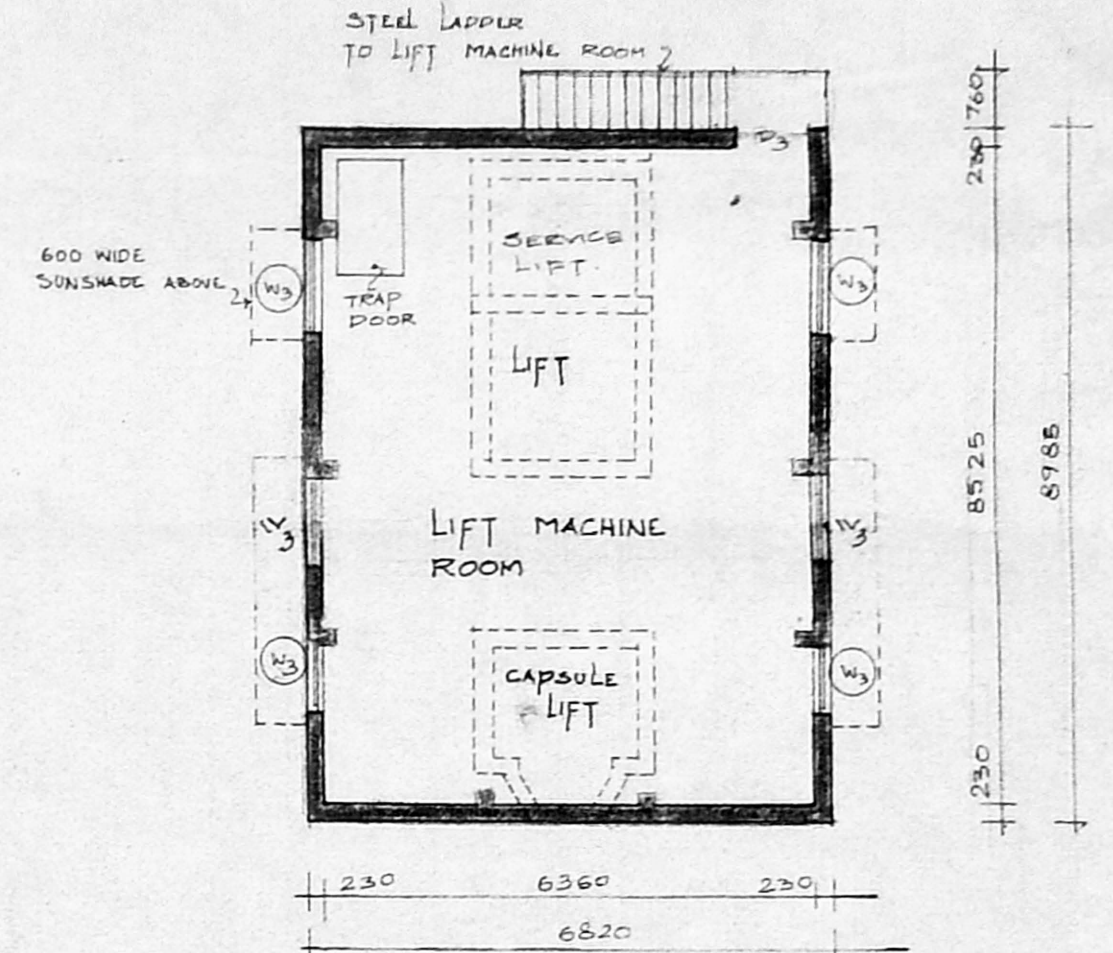 STEEL LADDER
TO LIFT MACHINE ROOM
D3
760
230
SERVICE
LIFT.
600 WIDE
SUNSHADE ABOVE
W3
W3
TRAP
DOOR
LIFT
8525
8985
W3
LIFT MACHINE
ROOM
W3
W3
CAPSULE
LIFT
W3
230
230
6360
230
6820